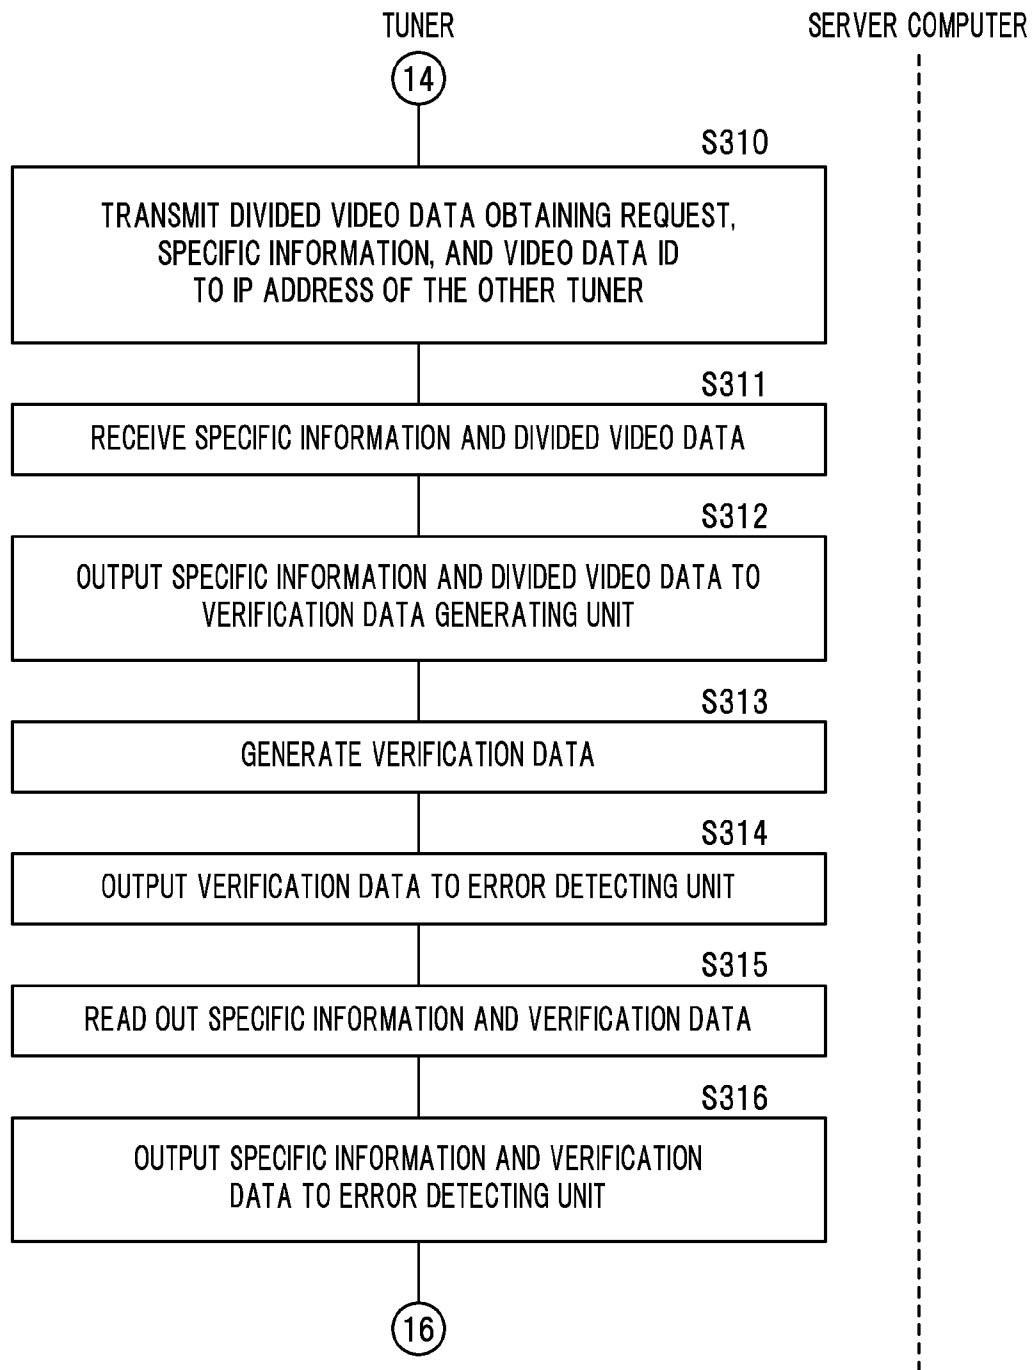 TUNER
SERVER COMPUTER
14
S310
TRANSMIT DIVIDED VIDEO DATA OBTAINING REQUEST,
SPECIFIC INFORMATION, AND VIDEO DATA ID
TO IP ADDRESS OF THE OTHER TUNER
S311
RECEIVE SPECIFIC INFORMATION AND DIVIDED VIDEO DATA
S312
OUTPUT SPECIFIC INFORMATION AND DIVIDED VIDEO DATA TO
VERIFICATION DATA GENERATING UNIT
S313
GENERATE VERIFICATION DATA
S314
OUTPUT VERIFICATION DATA TO ERROR DETECTING UNIT
S315
READ OUT SPECIFIC INFORMATION AND VERIFICATION DATA
S316
OUTPUT SPECIFIC INFORMATION AND VERIFICATION
DATA TO ERROR DETECTING UNIT
16